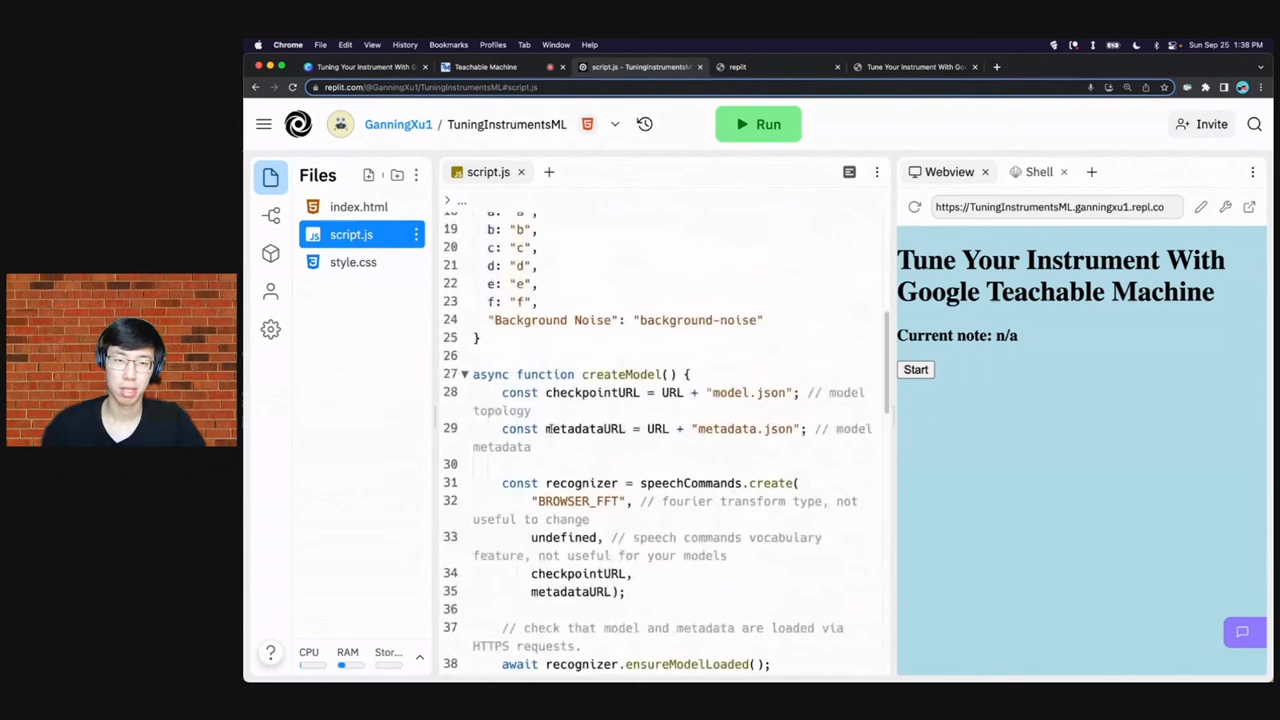 Chrome File Edit View History Bookmarks Profiles Tab Window Help Sun Sep 25 1:38 PM
Tuning Your Instrument With G Teachable Machine script.js - TuningInstrumentsM replit Tune Your Instrument With Go
replit.com/@GanningXu1/TuningInstrumentsML#script.js
GanningXu1 / TuningInstrumentsML Run Invite
Files
index.html
script.js
style.css
CPU RAM Stor...
script.js
...
18 a: "a",
19 b: "b",
20 c: "c",
21 d: "d",
22 e: "e",
23 f: "f",
24 "Background Noise": "background-noise"
25 }
26
27 async function createModel() {
28 const checkpointURL = URL + "model.json"; // model
topology
29 const metadataURL = URL + "metadata.json"; // model
metadata
30
31 const recognizer = speechCommands.create(
32 "BROWSER_FFT", // fourier transform type, not
useful to change
33 undefined, // speech commands vocabulary
feature, not useful for your models
34 checkpointURL,
35 metadataURL);
36
37 // check that model and metadata are loaded via
HTTPS requests.
38 await recognizer.ensureModelLoaded();
Webview Shell
https://TuningInstrumentsML.ganningxu1.repl.co
Tune Your Instrument With
Google Teachable Machine
Current note: n/a
Start